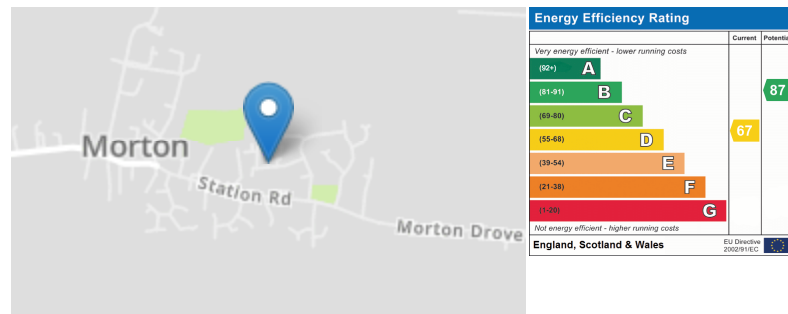 Morton
Station Rd
Morton Drove
Energy Efficiency Rating
Current Potentia
Very energy efficient - lower running costs
(92+) A
(81-91) B
87
(69-80) C
(55-68) D
67
(39-54) E
(21-38) F
(1-20) G
Not energy efficient - higher running costs
England, Scotland & Wales
EU Directive
2002/91/EC